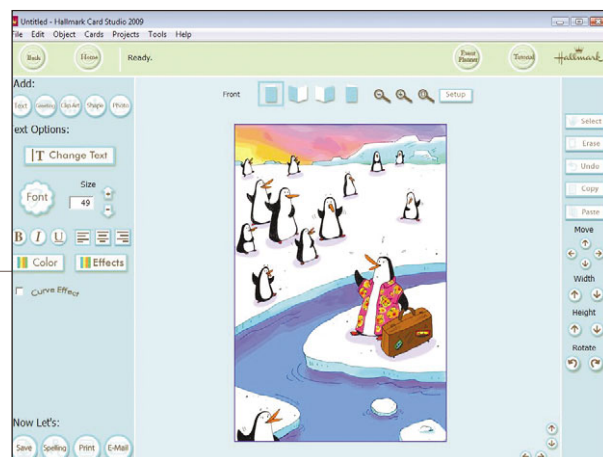 Untitled - Hallmark Card Studio 2009
File Edit Object Cards Projects Tools Help
Back
Home
Ready.
Event Planner
Tutorial
Hallmark
Add:
Text
Greeting
Clip Art
Shape
Photo
ext Options:
Change Text
Font
Size
49
B I U
Color
Effects
Curve Effect
Now Let's:
Save
Spelling
Print
E-Mail
Front
Setup
Select
Erase
Undo
Copy
Paste
Move
Width
Height
Rotate